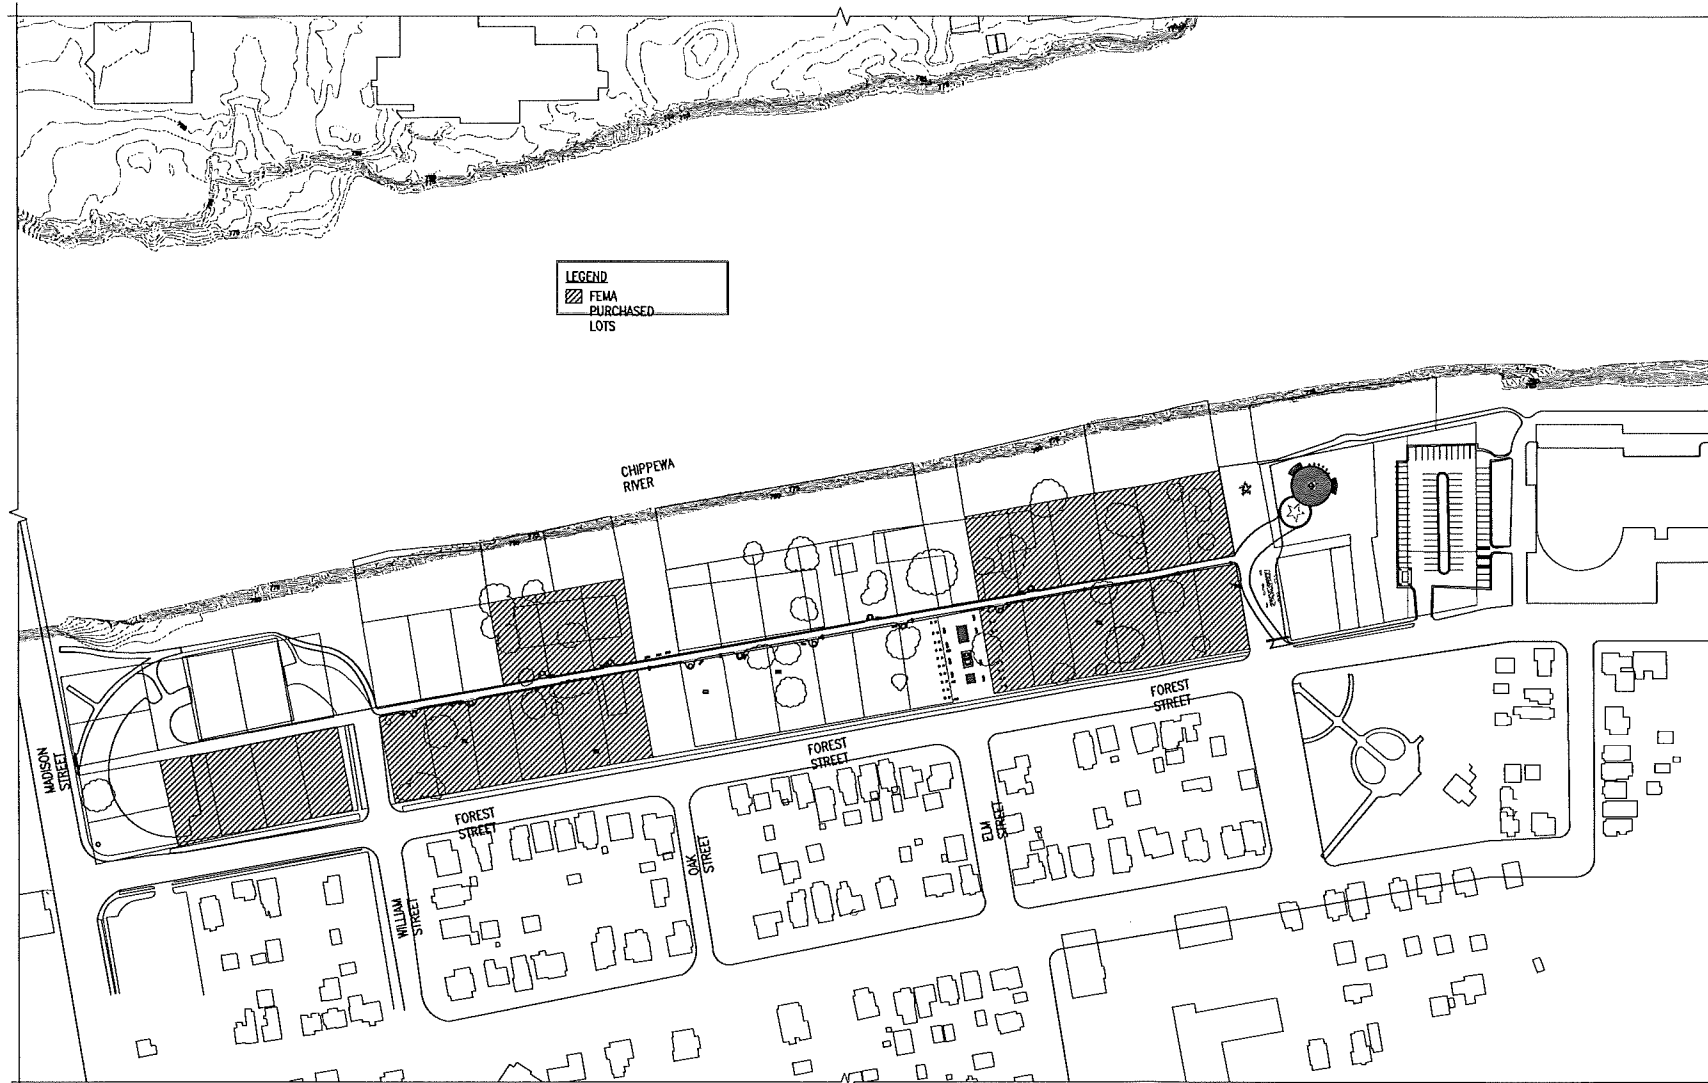 LEGEND
FEMA
PURCHASED
LOTS
CHIPPEWA
RIVER
MADISON
STREET
FOREST
STREET
FOREST
STREET
FOREST
STREET
WILLIAM
STREET
OAK
STREET
ELM
STREET